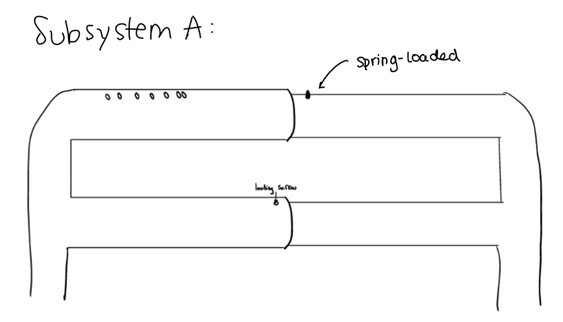 Subsystem A:
spring-loaded
locking screw